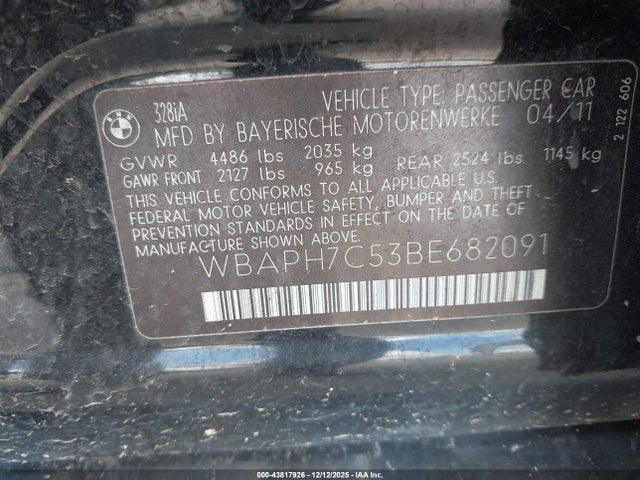 BMW
328iA
VEHICLE TYPE: PASSENGER CAR
MFD BY BAYERISCHE MOTORENWERKE 04/11
GVWR 4486 lbs 2035 kg
GAWR FRONT 2127 lbs 965 kg REAR 2524 lbs 1145 kg
THIS VEHICLE CONFORMS TO ALL APPLICABLE U.S.
FEDERAL MOTOR VEHICLE SAFETY, BUMPER AND THEFT
PREVENTION STANDARDS IN EFFECT ON THE DATE OF
MANUFACTURE SHOWN ABOVE.
WBAPH7C53BE682091
2 122 606
000-43817926 - 12/12/2025 - IAA Inc.